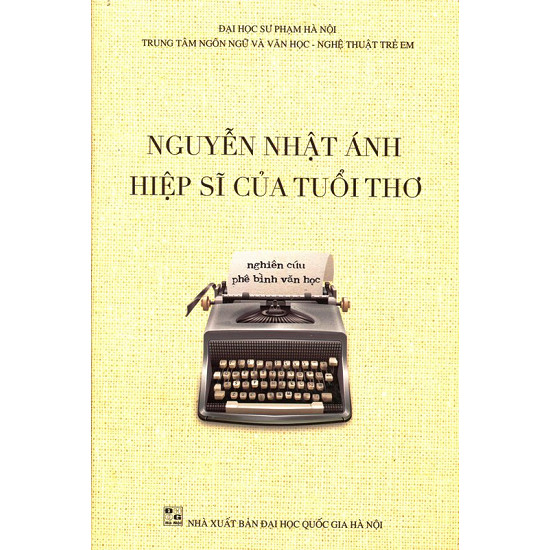 ĐẠI HỌC SƯ PHẠM HÀ NỘI
TRUNG TÂM NGÔN NGỮ VÀ VĂN HỌC - NGHỆ THUẬT TRẺ EM
NGUYỄN NHẬT ÁNH
HIỆP SĨ CỦA TUỔI THƠ
nghiên cứu
phê bình văn học
NHÀ XUẤT BẢN ĐẠI HỌC QUỐC GIA HÀ NỘI